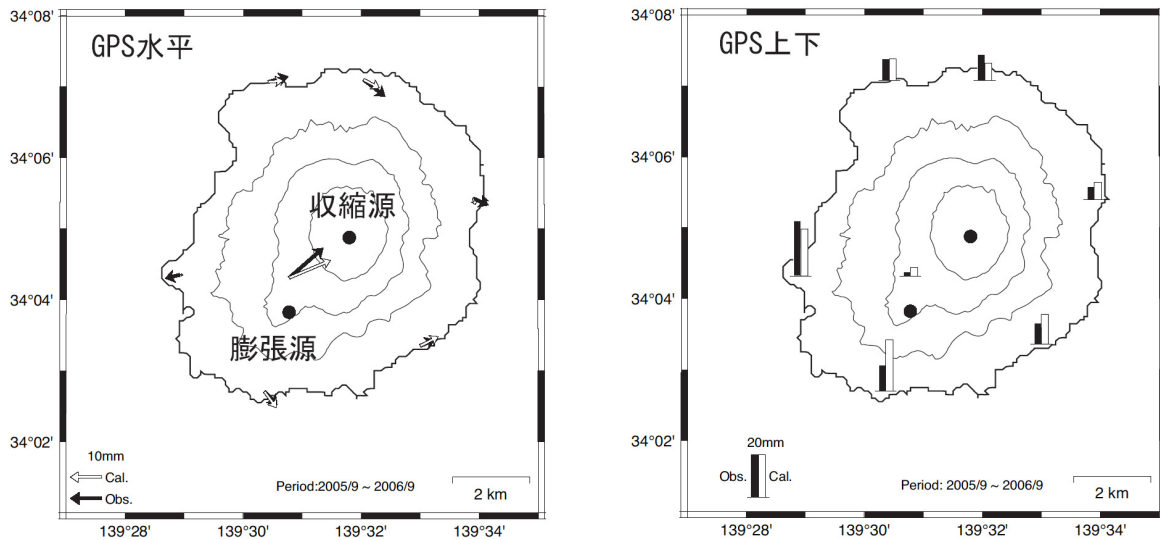 34°08'
GPS水平
34°06'
収縮源
34°04'
膨張源
34°02'
10mm
Cal.
Obs.
Period:2005/9 ~ 2006/9
2 km
139°28' 139°30' 139°32' 139°34'
34°08'
GPS上下
34°06'
34°04'
34°02'
20mm
Obs. Cal.
Period: 2005/9 ~ 2006/9
2 km
139°28' 139°30' 139°32' 139°34'